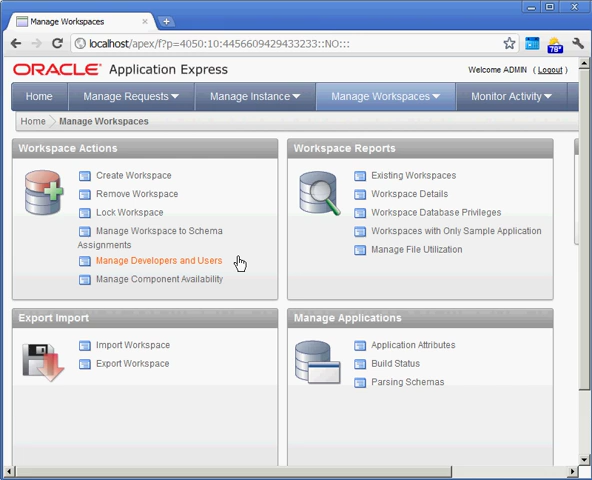 Manage Workspaces
localhost/apex/f?p=4050:10:4456609429433233::NO:::
78°
ORACLE Application Express
Welcome ADMIN ( Logout )
Home
Manage Requests
Manage Instance
Manage Workspaces
Monitor Activity
Home
Manage Workspaces
Workspace Actions
Create Workspace
Remove Workspace
Lock Workspace
Manage Workspace to Schema
Assignments
Manage Developers and Users
Manage Component Availability
Workspace Reports
Existing Workspaces
Workspace Details
Workspace Database Privileges
Workspaces with Only Sample Application
Manage File Utilization
Export Import
Import Workspace
Export Workspace
Manage Applications
Application Attributes
Build Status
Parsing Schemas